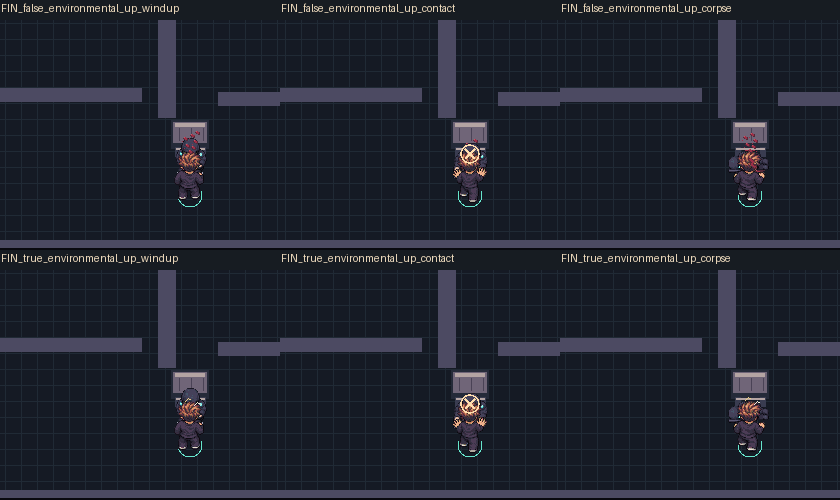 FIN_false_environmental_up_windup
FIN_false_environmental_up_contact
FIN_false_environmental_up_corpse
FIN_true_environmental_up_windup
FIN_true_environmental_up_contact
FIN_true_environmental_up_corpse